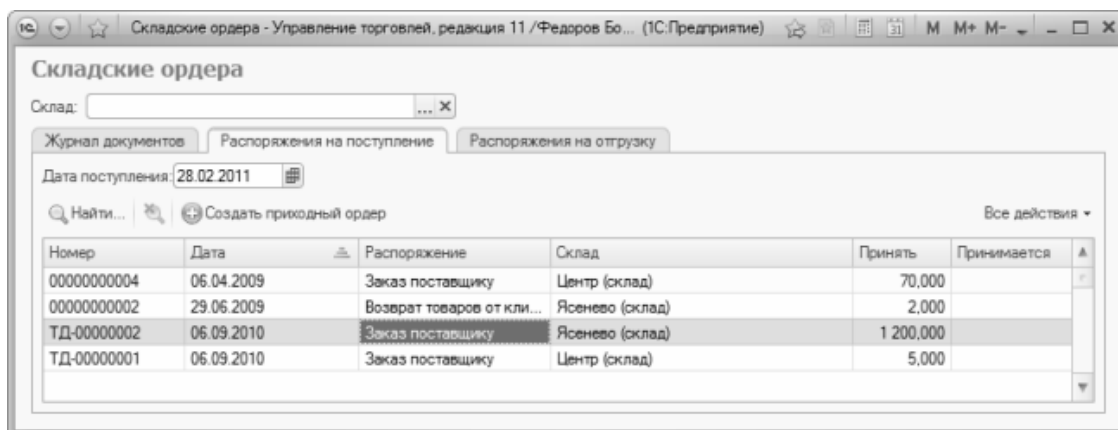 1С Складские ордера - Управление торговлей, редакция 11 /Федоров Бо... (1С:Предприятие) 31 M M+ M-
Складские ордера
Склад: ...
Журнал документов Распоряжения на поступление Распоряжения на отгрузку
Дата поступления: 28.02.2011
Найти... Создать приходный ордер Все действия
Номер Дата Распоряжение Склад Принять Принимается
00000000004 06.04.2009 Заказ поставщику Центр (склад) 70,000
00000000002 29.06.2009 Возврат товаров от кли... Ясенево (склад) 2,000
ТД-00000002 06.09.2010 Заказ поставщику Ясенево (склад) 1 200,000
ТД-00000001 06.09.2010 Заказ поставщику Центр (склад) 5,000